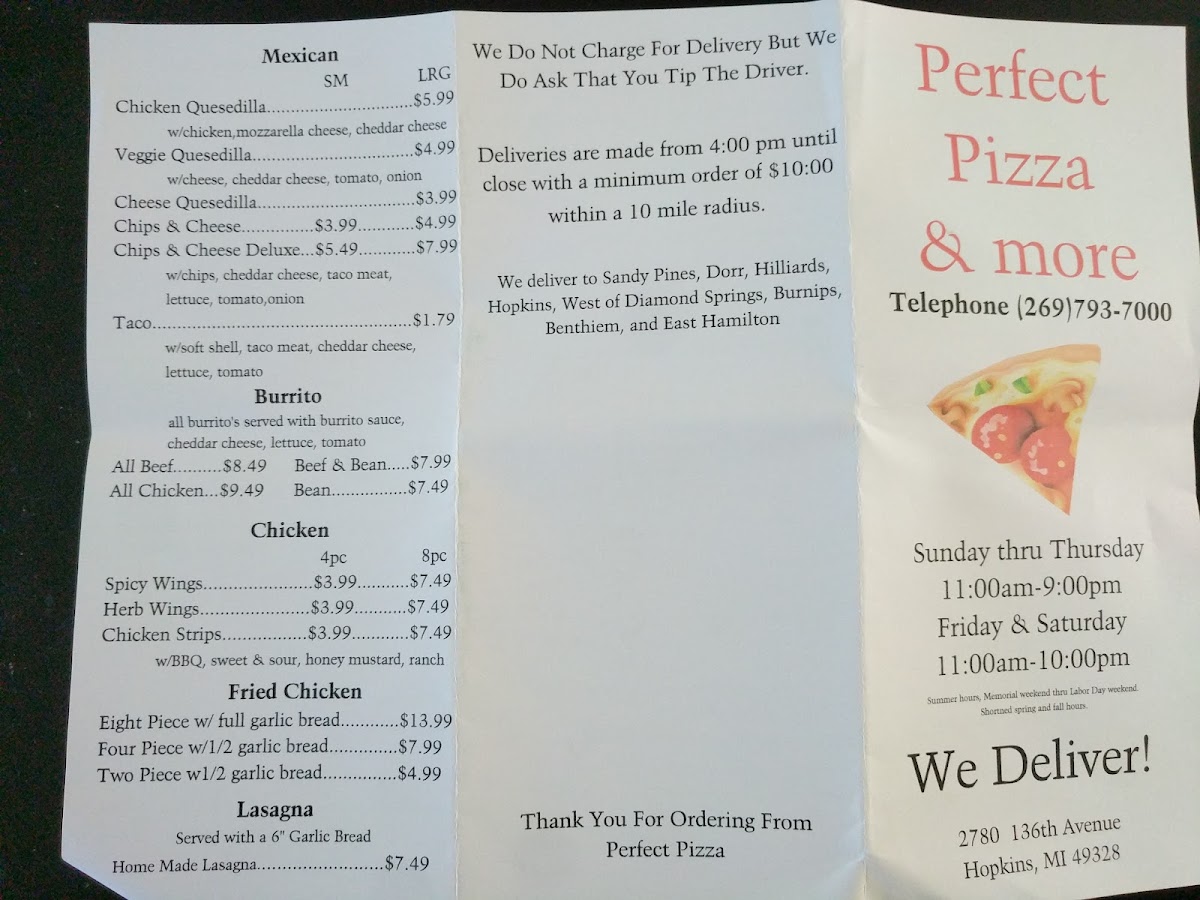 Mexican
SM LRG
Chicken Quesedilla..............................$5.99
w/chicken,mozzarella cheese, cheddar cheese
Veggie Quesedilla.................................$4.99
w/cheese, cheddar cheese, tomato, onion
Cheese Quesedilla................................$3.99
Chips & Cheese...............$3.99............$4.99
Chips & Cheese Deluxe...$5.49............$7.99
w/chips, cheddar cheese, taco meat,
lettuce, tomato,onion
Taco.....................................................$1.79
w/soft shell, taco meat, cheddar cheese,
lettuce, tomato
Burrito
all burrito's served with burrito sauce,
cheddar cheese, lettuce, tomato
All Beef..........$8.49 Beef & Bean.....$7.99
All Chicken...$9.49 Bean................$7.49
Chicken
4pc 8pc
Spicy Wings.......................$3.99...........$7.49
Herb Wings.......................$3.99...........$7.49
Chicken Strips..................$3.99............$7.49
w/BBQ, sweet & sour, honey mustard, ranch
Fried Chicken
Eight Piece w/ full garlic bread............$13.99
Four Piece w/1/2 garlic bread..............$7.99
Two Piece w1/2 garlic bread...............$4.99
Lasagna
Served with a 6" Garlic Bread
Home Made Lasagna..........................$7.49
We Do Not Charge For Delivery But We
Do Ask That You Tip The Driver.
Deliveries are made from 4:00 pm until
close with a minimum order of $10:00
within a 10 mile radius.
We deliver to Sandy Pines, Dorr, Hilliards,
Hopkins, West of Diamond Springs, Burnips,
Benthiem, and East Hamilton
Thank You For Ordering From
Perfect Pizza
Perfect
Pizza
& more
Telephone (269)793-7000
Sunday thru Thursday
11:00am-9:00pm
Friday & Saturday
11:00am-10:00pm
Summer hours, Memorial weekend thru Labor Day weekend.
Shortned spring and fall hours.
We Deliver!
2780 136th Avenue
Hopkins, MI 49328